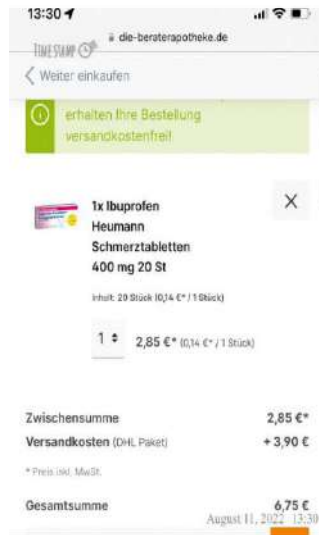 13:30
die-beraterapotheke.de
TIMESTAMP
Weiter einkaufen
erhalten Ihre Bestellung
versandkostenfrei!
1x Ibuprofen
Heumann
Schmerztabletten
400 mg 20 St
Inhalt: 20 Stück (0,14 €* / 1 Stück)
1 2,85 €* (0,14 €* / 1 Stück)
Zwischensumme 2,85 €*
Versandkosten (DHL Paket) + 3,90 €
* Preis inkl. MwSt.
Gesamtsumme 6,75 €
August 11, 2022 13:30